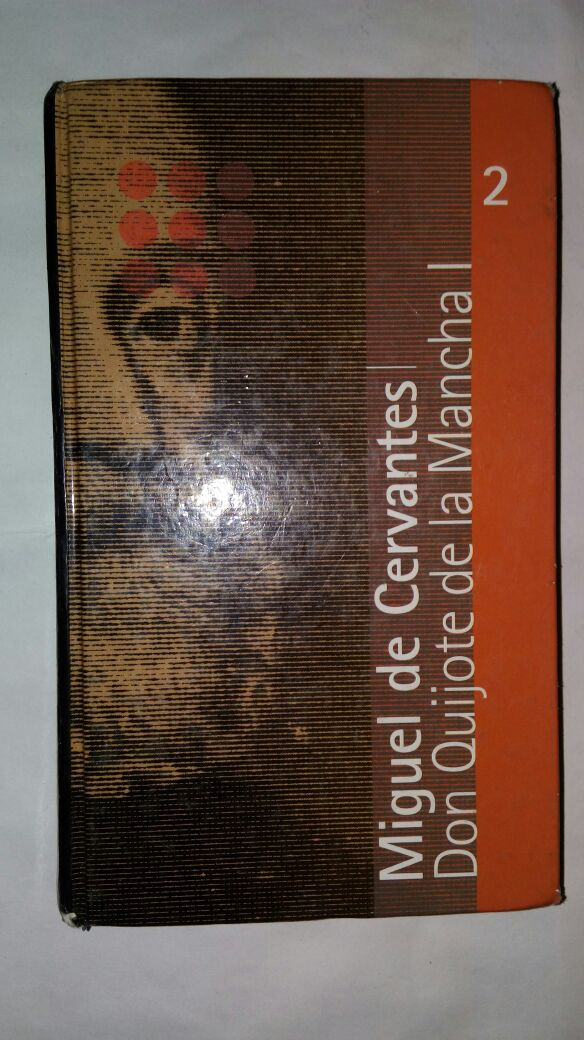 Miguel de Cervantes
Don Quijote de la Mancha
2